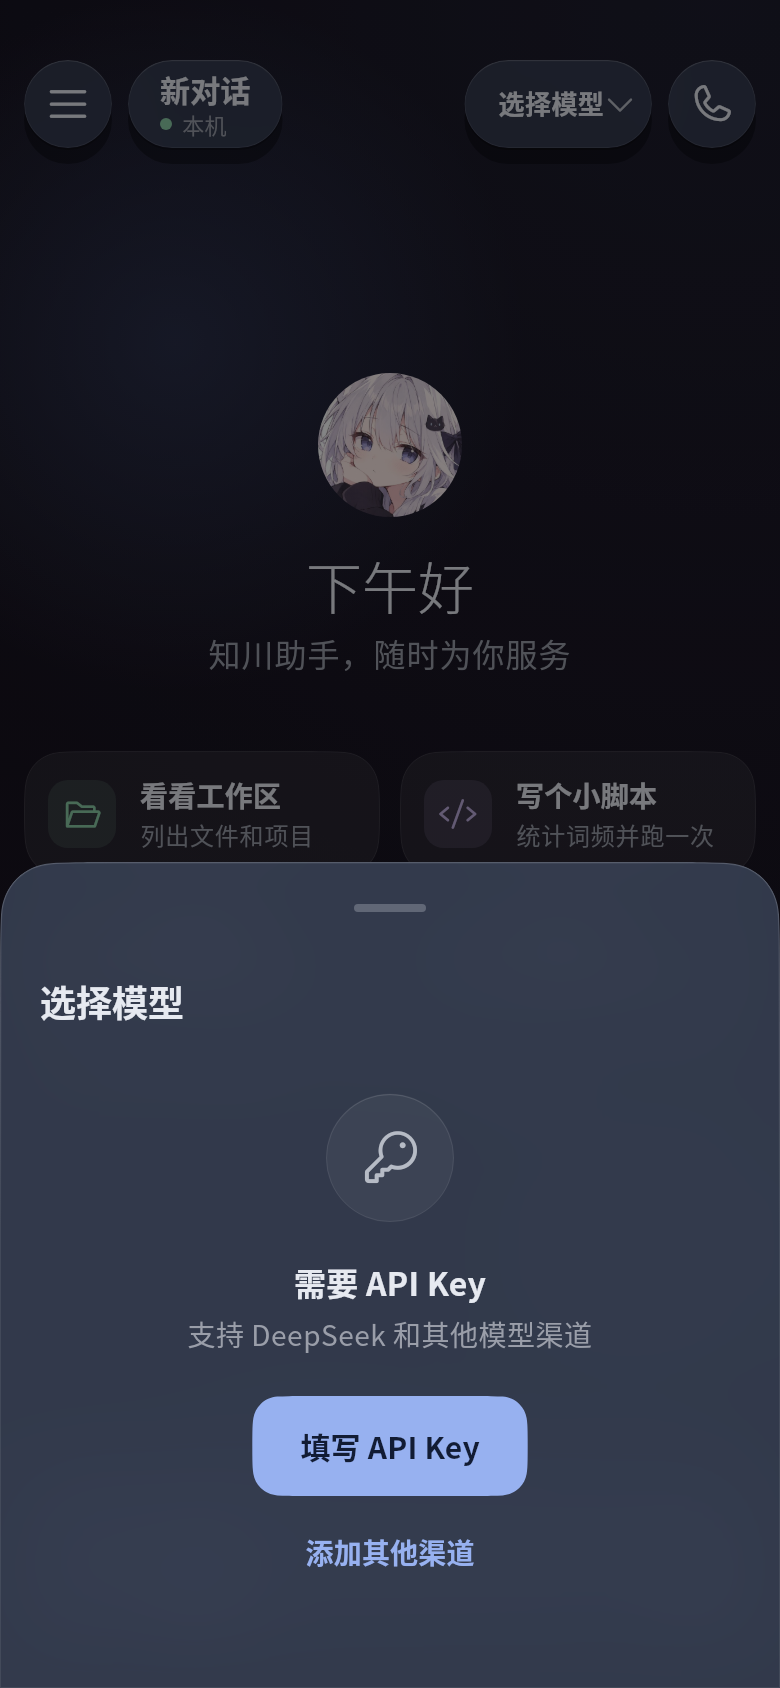 新对话
本机
选择模型
下午好
知川助手，随时为你服务
看看工作区
列出文件和项目
写个小脚本
统计词频并跑一次
选择模型
需要 API Key
支持 DeepSeek 和其他模型渠道
填写 API Key
添加其他渠道